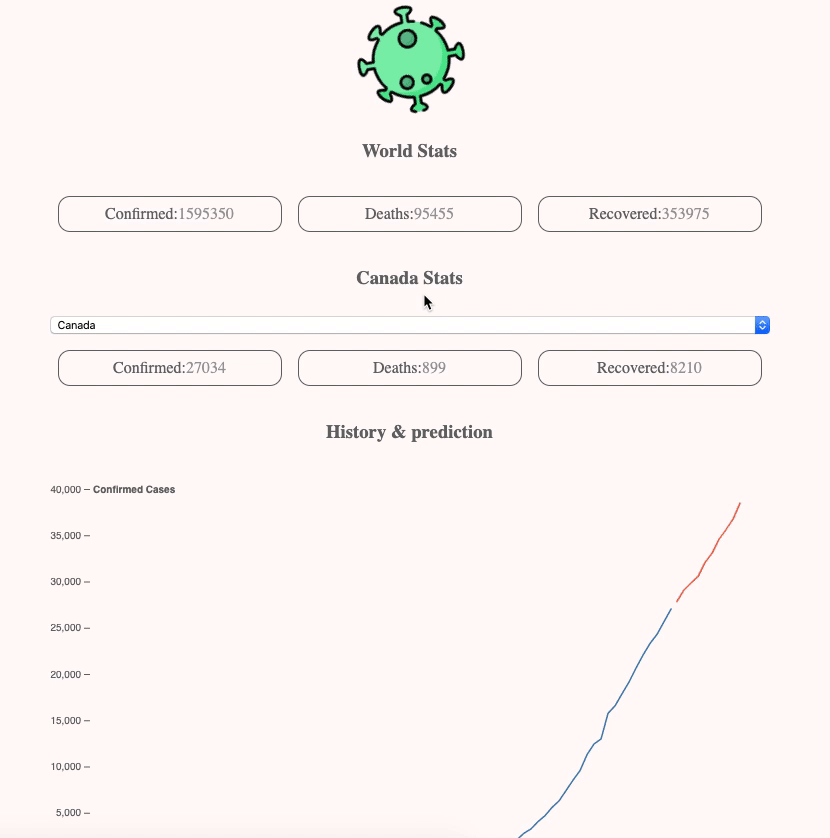 World Stats
Confirmed:1595350 Deaths:95455 Recovered:353975
Canada Stats
Canada
Confirmed:27034 Deaths:899 Recovered:8210
History & prediction
40,000 Confirmed Cases
35,000
30,000
25,000
20,000
15,000
10,000
5,000